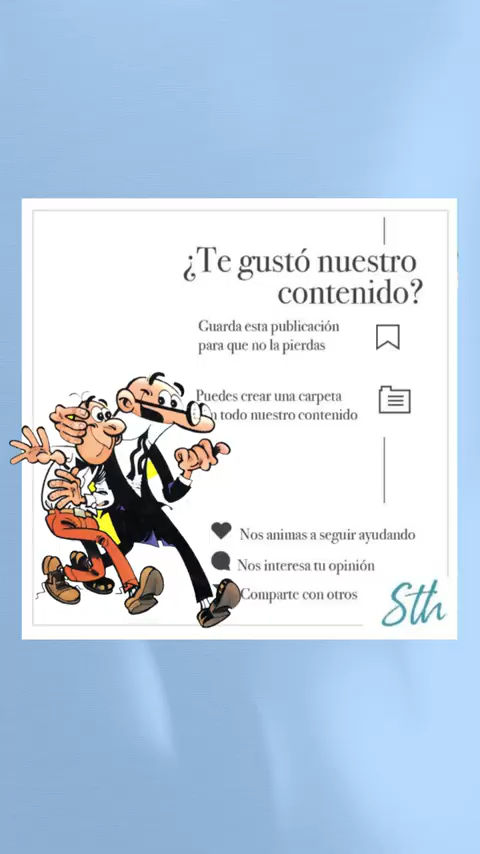 ¿Te gustó nuestro
contenido?
Guarda esta publicación
para que no la pierdas
Puedes crear una carpeta
todo nuestro contenido
Nos animas a seguir ayudando
Nos interesa tu opinión
Comparte con otros
Sth